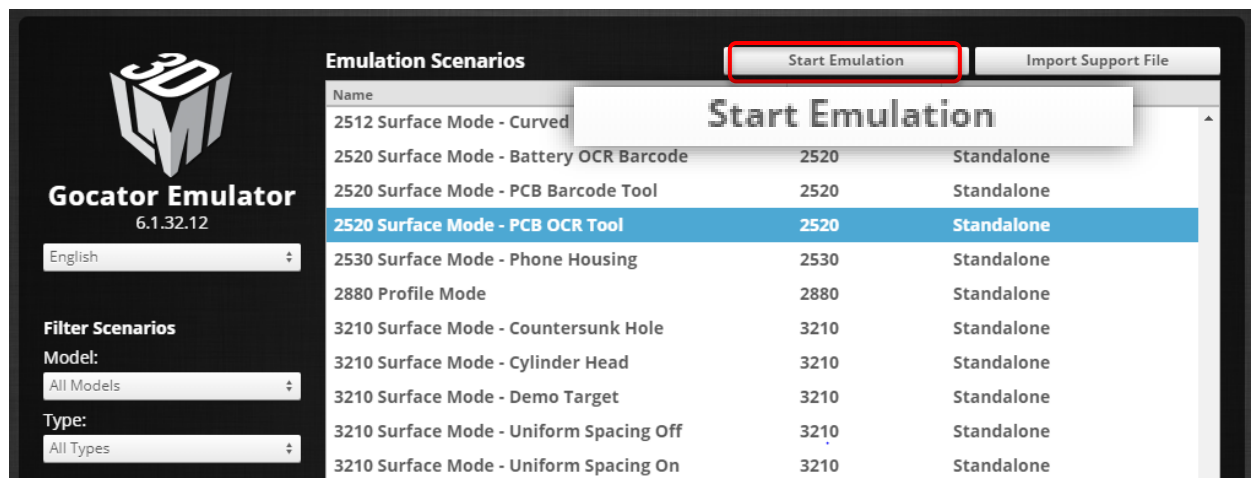 3D
LMI
Gocator Emulator
6.1.32.12
English
Filter Scenarios
Model:
All Models
Type:
All Types
Emulation Scenarios
Start Emulation
Import Support File
Name
Start Emulation
2512 Surface Mode - Curved
2520 Surface Mode - Battery OCR Barcode 2520 Standalone
2520 Surface Mode - PCB Barcode Tool 2520 Standalone
2520 Surface Mode - PCB OCR Tool 2520 Standalone
2530 Surface Mode - Phone Housing 2530 Standalone
2880 Profile Mode 2880 Standalone
3210 Surface Mode - Countersunk Hole 3210 Standalone
3210 Surface Mode - Cylinder Head 3210 Standalone
3210 Surface Mode - Demo Target 3210 Standalone
3210 Surface Mode - Uniform Spacing Off 3210 Standalone
3210 Surface Mode - Uniform Spacing On 3210 Standalone